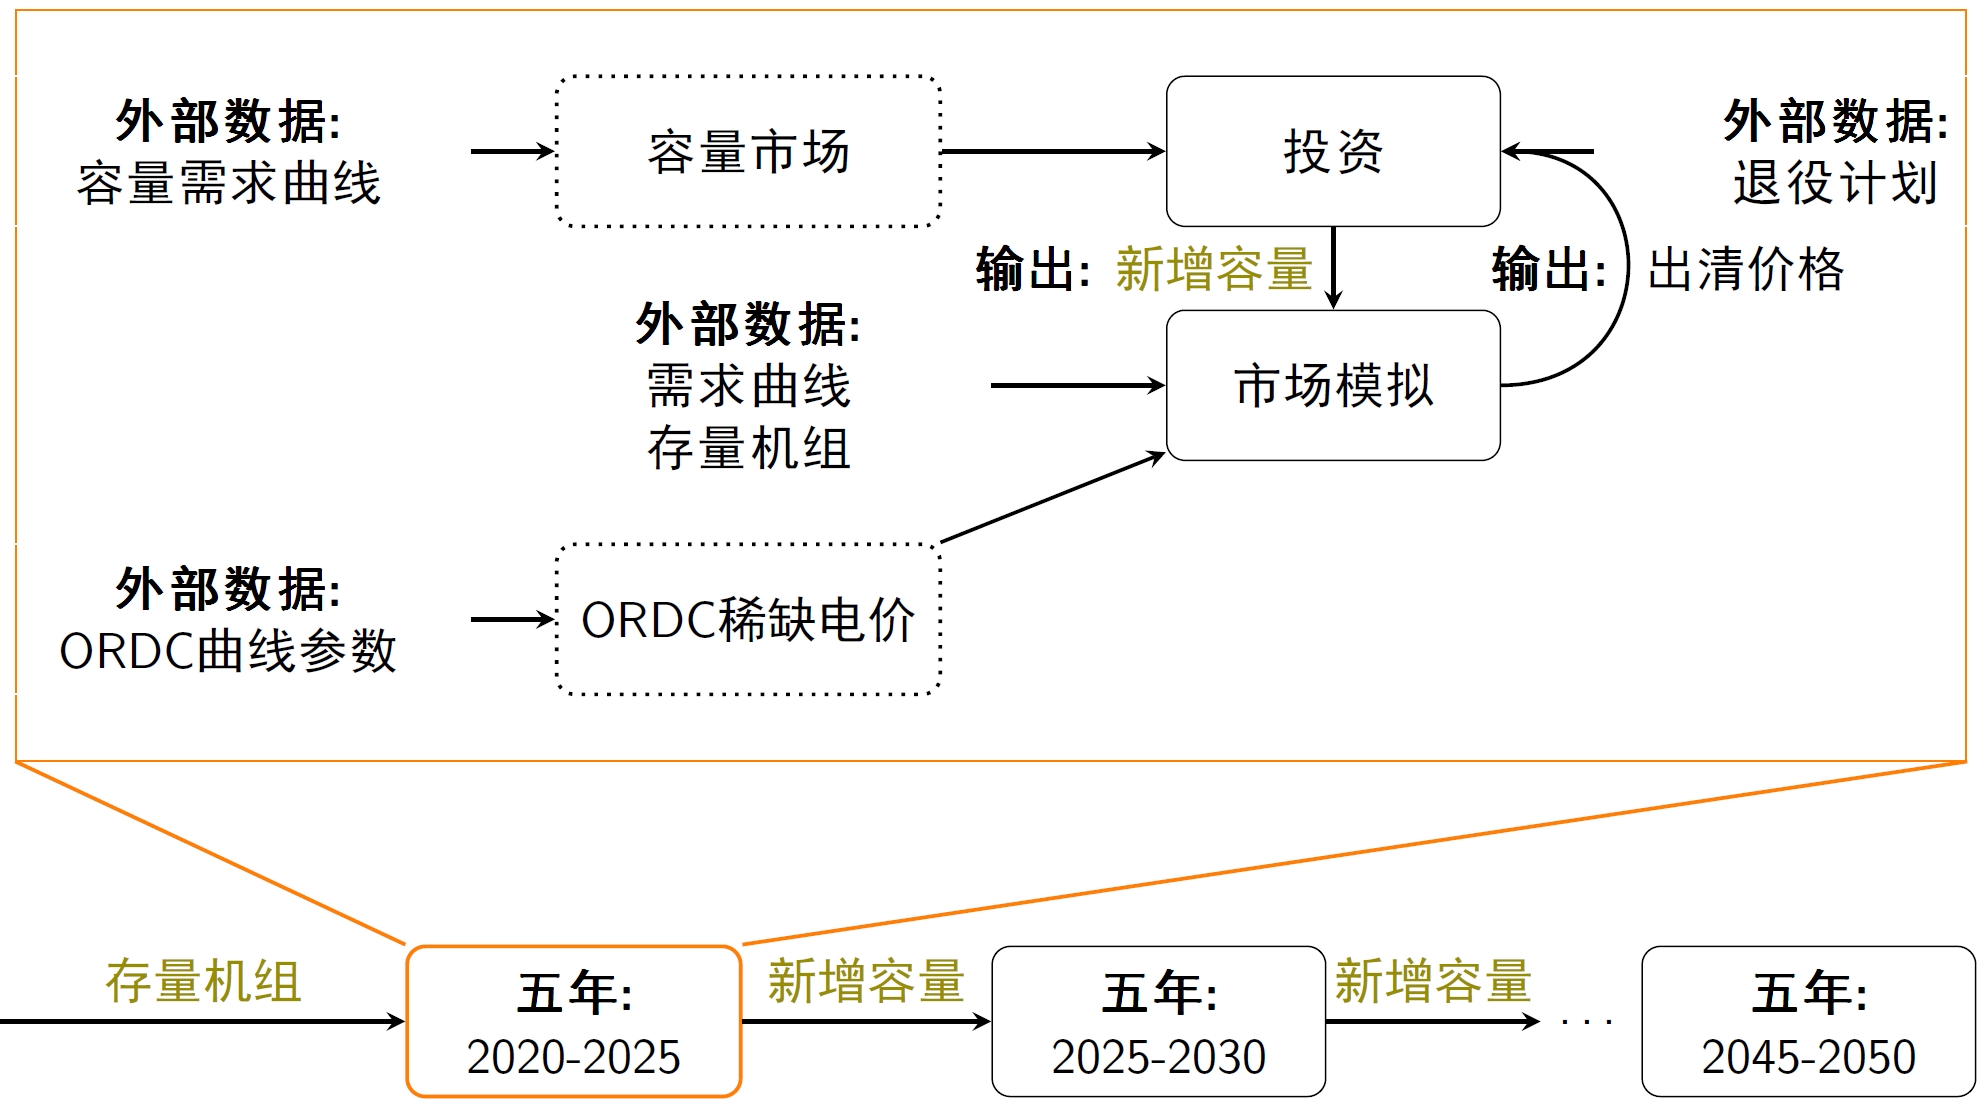 外部数据:
容量需求曲线
容量市场
投资
外部数据:
退役计划
输出: 新增容量
输出: 出清价格
外部数据:
需求曲线
存量机组
市场模拟
外部数据:
ORDC曲线参数
ORDC稀缺电价
存量机组
五年:
2020-2025
新增容量
五年:
2025-2030
新增容量
···
五年:
2045-2050